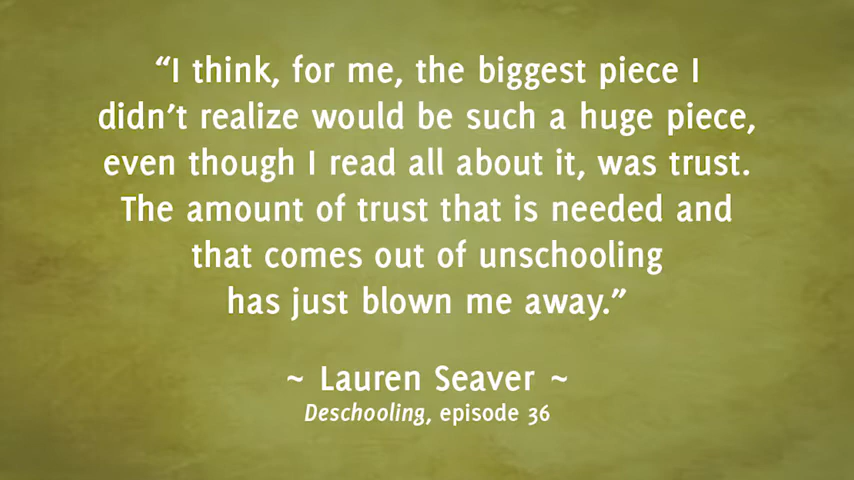 “I think, for me, the biggest piece I
didn’t realize would be such a huge piece,
even though I read all about it, was trust.
The amount of trust that is needed and
that comes out of unschooling
has just blown me away.”
~ Lauren Seaver ~
Deschooling, episode 36